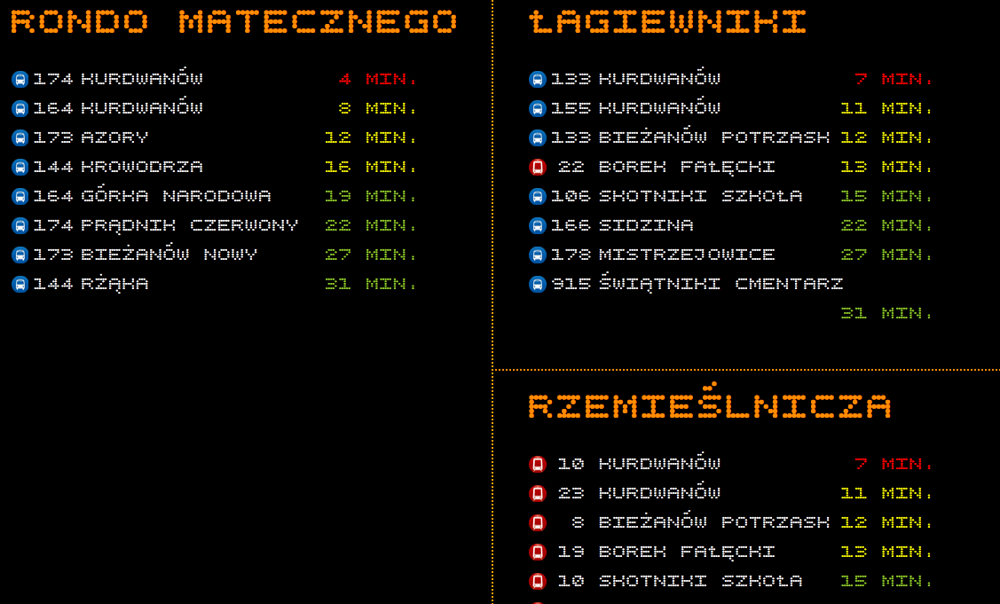 RONDO MATECZNEGO
174 KURDWANÓW 4 MIN.
164 KURDWANÓW 8 MIN.
173 AZORY 12 MIN.
144 KROWODRZA 16 MIN.
164 GÓRKA NARODOWA 19 MIN.
174 PRĄDNIK CZERWONY 22 MIN.
173 BIEŻANÓW NOWY 27 MIN.
144 RŻĄKA 31 MIN.
ŁAGIEWNIKI
133 KURDWANÓW 7 MIN.
155 KURDWANÓW 11 MIN.
133 BIEŻANÓW POTRZASK 12 MIN.
22 BOREK FAŁĘCKI 13 MIN.
106 SKOTNIKI SZKOŁA 15 MIN.
166 SIDZINA 22 MIN.
178 MISTRZEJOWICE 27 MIN.
915 ŚWIĄTNIKI CMENTARZ
31 MIN.
RZEMIEŚLNICZA
10 KURDWANÓW 7 MIN.
23 KURDWANÓW 11 MIN.
8 BIEŻANÓW POTRZASK 12 MIN.
19 BOREK FAŁĘCKI 13 MIN.
10 SKOTNIKI SZKOŁA 15 MIN.